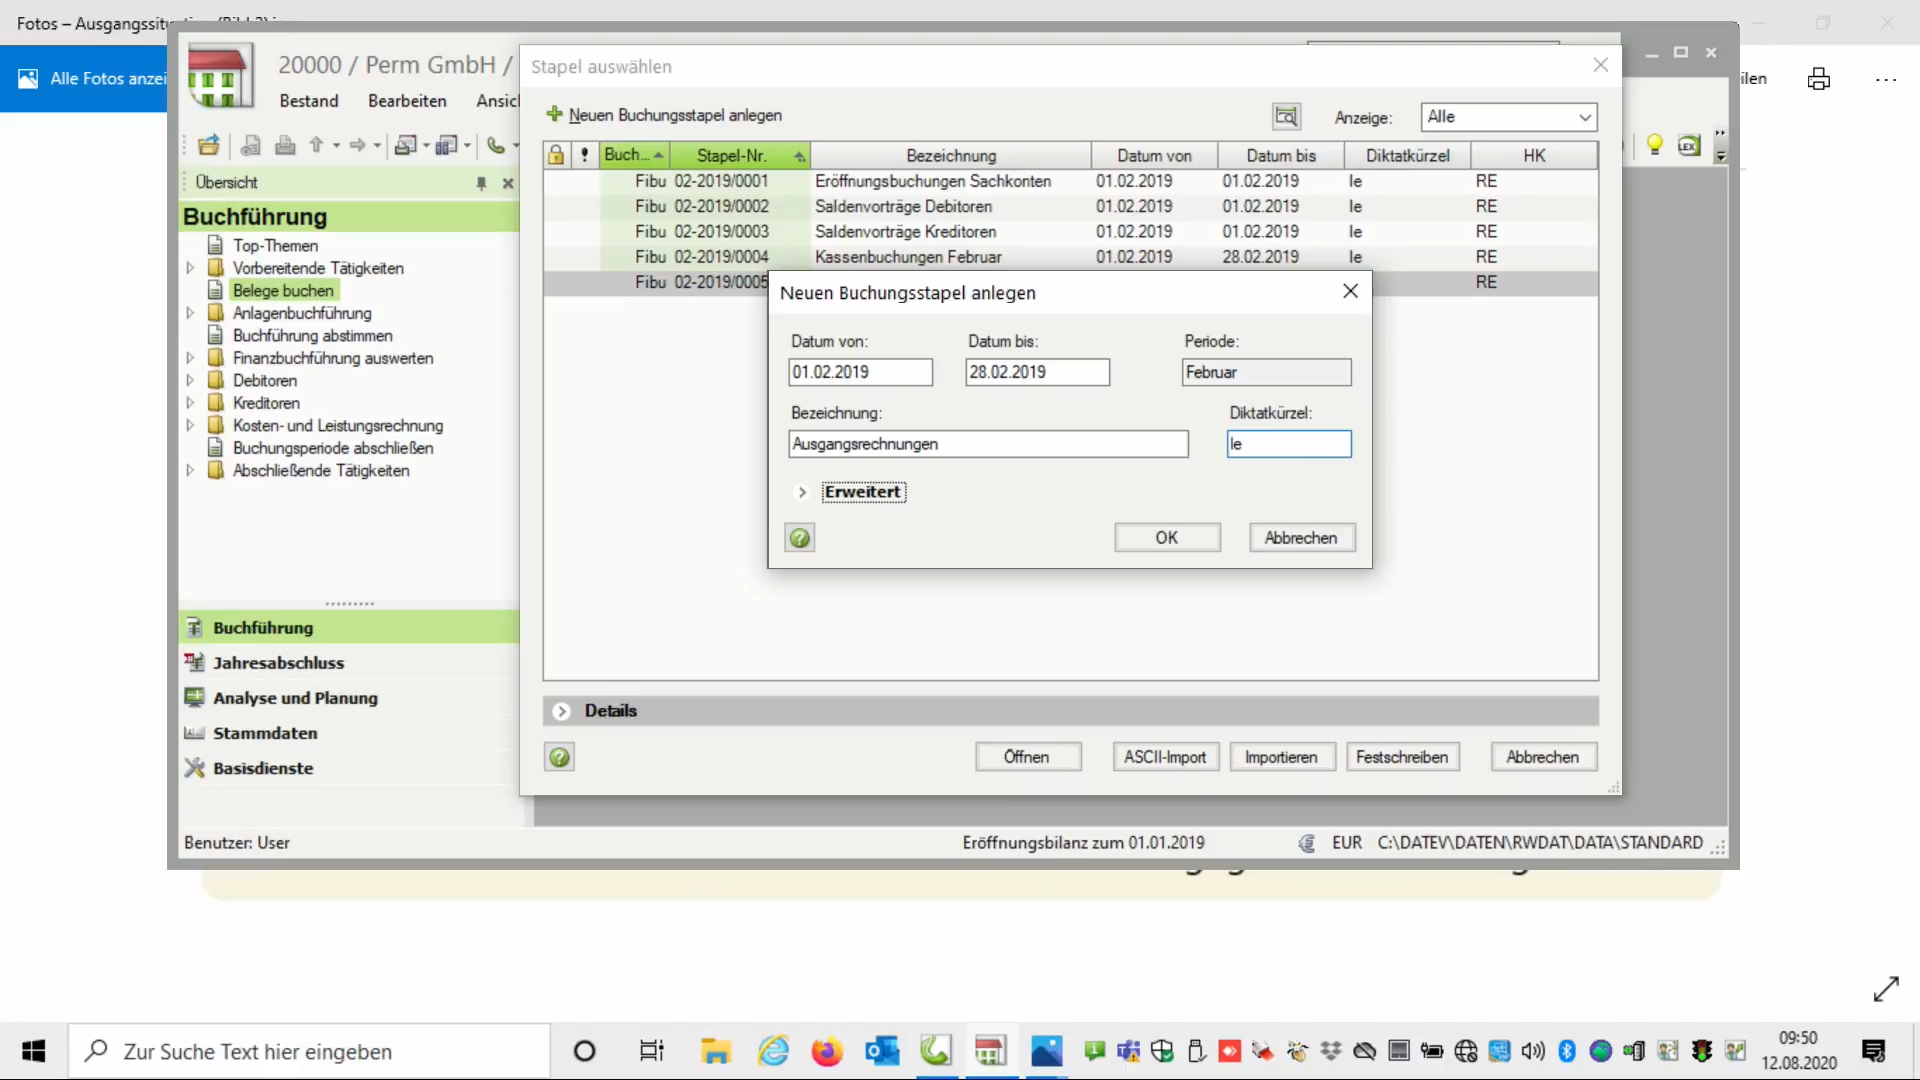 Fotos – Ausgangssituation (Bild 2)
Alle Fotos anzei
ilen
20000 / Perm GmbH /
Bestand Bearbeiten Ansich
Übersicht
Buchführung
Top-Themen
Vorbereitende Tätigkeiten
Belege buchen
Anlagenbuchführung
Buchführung abstimmen
Finanzbuchführung auswerten
Debitoren
Kreditoren
Kosten- und Leistungsrechnung
Buchungsperiode abschließen
Abschließende Tätigkeiten
Buchführung
Jahresabschluss
Analyse und Planung
Stammdaten
Basisdienste
Stapel auswählen
Neuen Buchungsstapel anlegen
Anzeige: Alle
LEX
! Buch... Stapel-Nr. Bezeichnung Datum von Datum bis Diktatkürzel HK
Fibu 02-2019/0001 Eröffnungsbuchungen Sachkonten 01.02.2019 01.02.2019 le RE
Fibu 02-2019/0002 Saldenvorträge Debitoren 01.02.2019 01.02.2019 le RE
Fibu 02-2019/0003 Saldenvorträge Kreditoren 01.02.2019 01.02.2019 le RE
Fibu 02-2019/0004 Kassenbuchungen Februar 01.02.2019 28.02.2019 le RE
Fibu 02-2019/0005 RE
Neuen Buchungsstapel anlegen
Datum von: Datum bis: Periode:
01.02.2019 28.02.2019 Februar
Bezeichnung: Diktatkürzel:
Ausgangsrechnungen le
Erweitert
OK Abbrechen
Details
Öffnen ASCII-Import Importieren Festschreiben Abbrechen
Benutzer: User Eröffnungsbilanz zum 01.01.2019 EUR C:\DATEV\DATEN\RWDAT\DATA\STANDARD
Zur Suche Text hier eingeben
09:50
12.08.2020